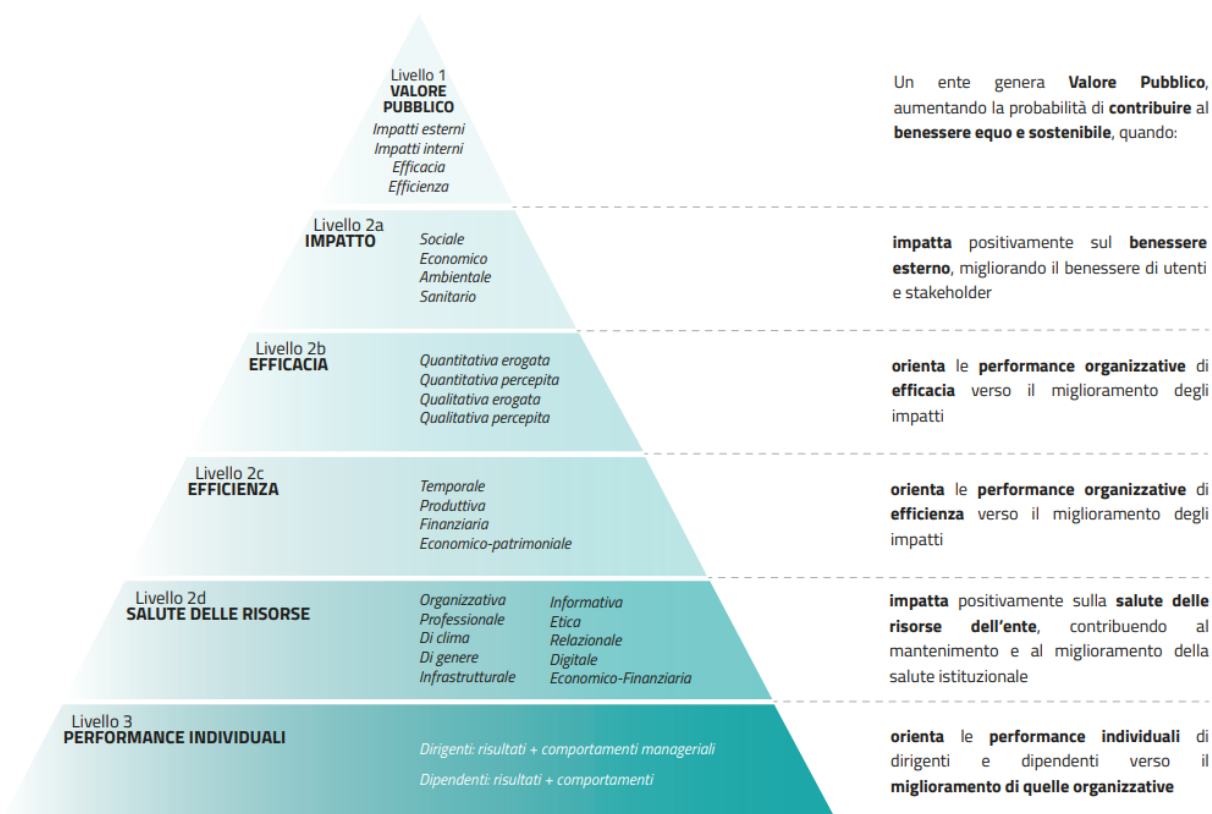 Livello 1
VALORE
PUBBLICO
Impatti esterni
Impatti interni
Efficacia
Efficienza
Un ente genera Valore Pubblico,
aumentando la probabilità di contribuire al
benessere equo e sostenibile, quando:
Livello 2a
IMPATTO
Sociale
Economico
Ambientale
Sanitario
impatta positivamente sul benessere
esterno, migliorando il benessere di utenti
e stakeholder
Livello 2b
EFFICACIA
Quantitativa erogata
Quantitativa percepita
Qualitativa erogata
Qualitativa percepita
orienta le performance organizzative di
efficacia verso il miglioramento degli
impatti
Livello 2c
EFFICIENZA
Temporale
Produttiva
Finanziaria
Economico-patrimoniale
orienta le performance organizzative di
efficienza verso il miglioramento degli
impatti
Livello 2d
SALUTE DELLE RISORSE
Organizzativa
Professionale
Di clima
Di genere
Infrastrutturale
Informativa
Etica
Relazionale
Digitale
Economico-Finanziaria
impatta positivamente sulla salute delle
risorse dell'ente, contribuendo al
mantenimento e al miglioramento della
salute istituzionale
Livello 3
PERFORMANCE INDIVIDUALI
Dirigenti: risultati + comportamenti manageriali
Dipendenti: risultati + comportamenti
orienta le performance individuali di
dirigenti e dipendenti verso il
miglioramento di quelle organizzative